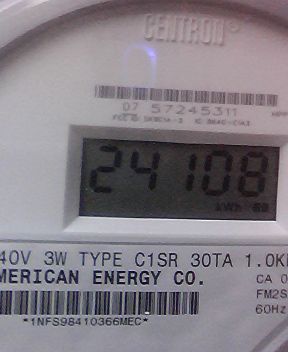 CENTRON®
07 57245311
24108
kWh
40V 3W TYPE C1SR 30TA 1.0K
MERICAN ENERGY CO.
CA 0
FM2S
60Hz
*1NFS98410366MEC*